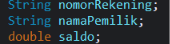 String nomorRekening;
String namaPemilik;
double saldo;